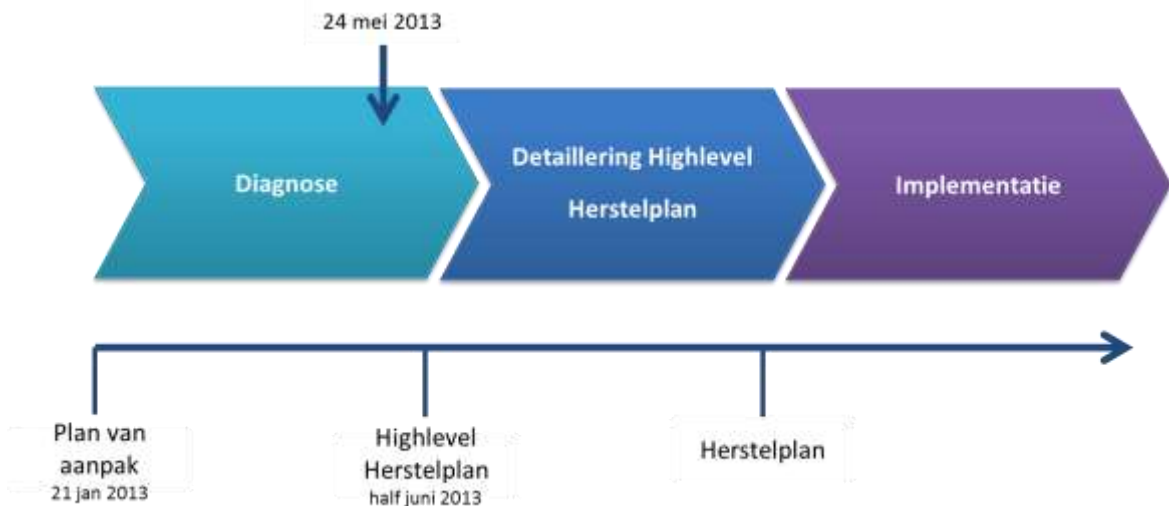 24 mei 2013
Diagnose
Detaillering Highlevel
Herstelplan
Implementatie
Plan van
aanpak
21 jan 2013
Highlevel
Herstelplan
half juni 2013
Herstelplan